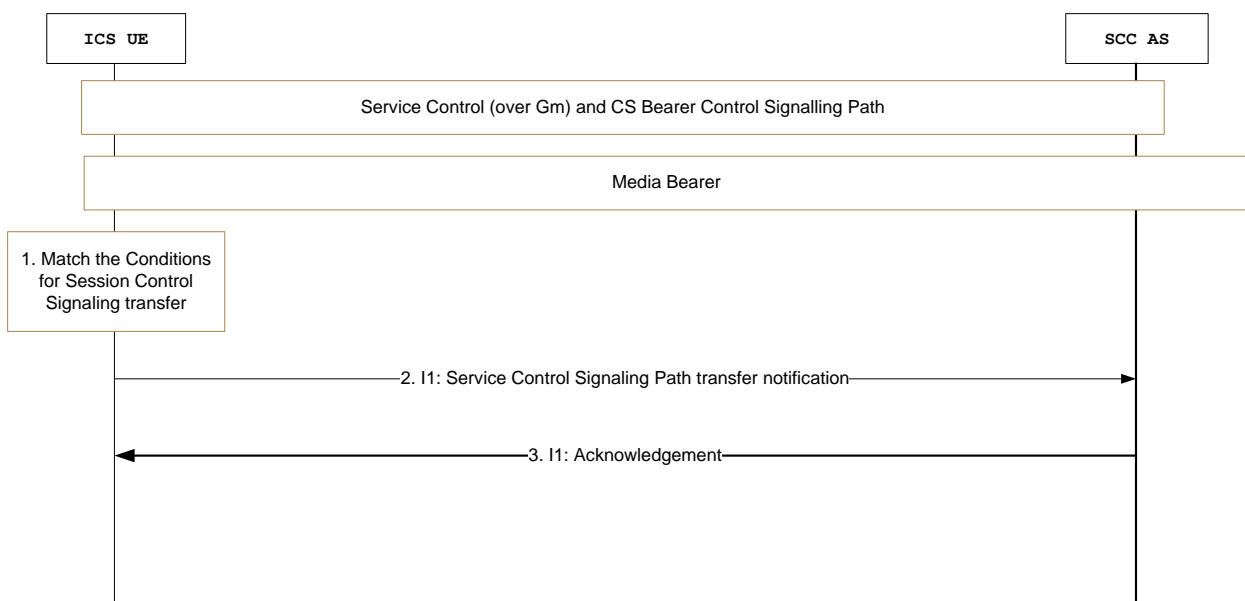 ICS UE
SCC AS
Service Control (over Gm) and CS Bearer Control Signalling Path
Media Bearer
1. Match the Conditions
for Session Control
Signaling transfer
2. I1: Service Control Signaling Path transfer notification
3. I1: Acknowledgement